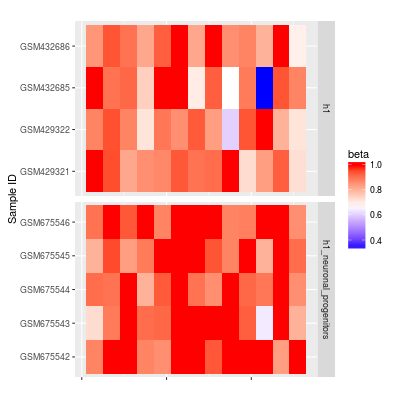 Sample ID
GSM432686
GSM432685
GSM429322
GSM429321
h1
GSM675546
GSM675545
GSM675544
GSM675543
GSM675542
h1_neuronal_progenitors
beta
1.0
0.8
0.6
0.4